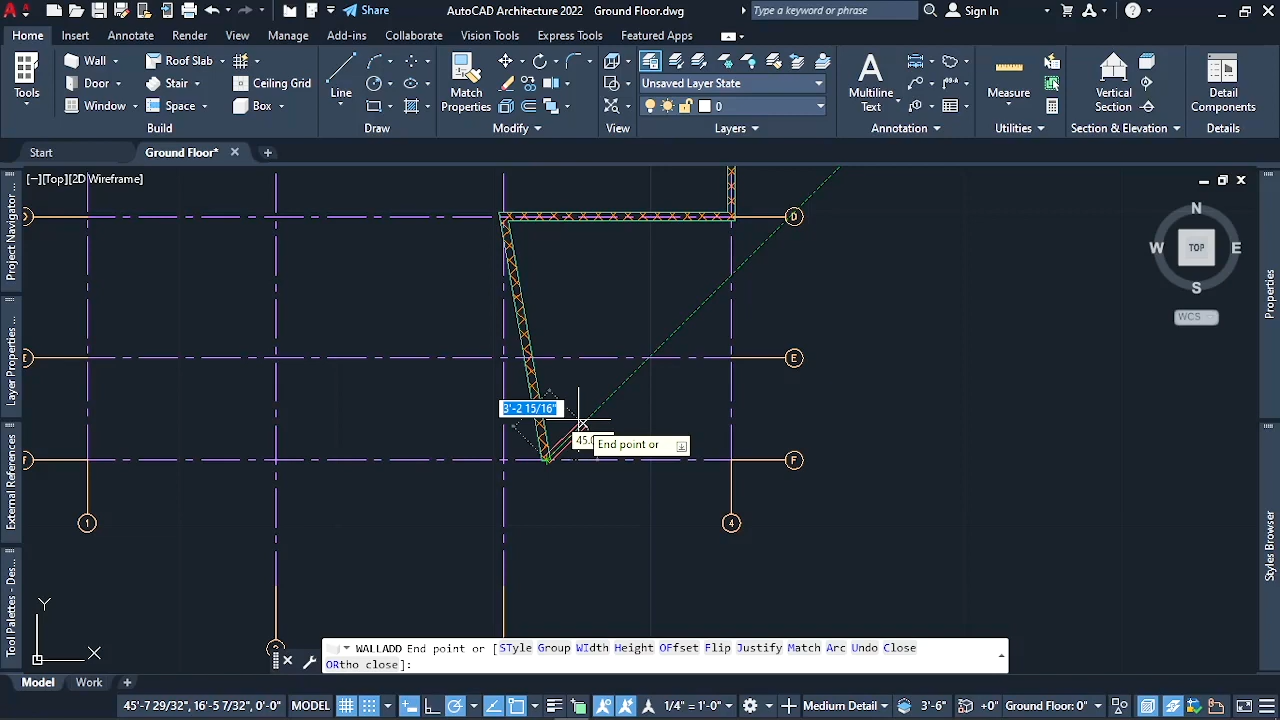 Share
AutoCAD Architecture 2022 Ground Floor.dwg
Type a keyword or phrase
Sign In
Home Insert Annotate Render View Manage Add-ins Collaborate Vision Tools Express Tools Featured Apps
Tools
Wall Roof Slab
Door Stair Ceiling Grid
Window Space Box
Build
Line
Draw
Match
Properties
Modify
View
Unsaved Layer State
0
Layers
Multiline
Text
Annotation
Measure
Utilities
Vertical
Section
Section & Elevation
Detail
Components
Details
Start Ground Floor*
[−][Top][2D Wireframe]
Project Navigator ...
Layer Properties ...
External References
Tool Palettes - Des...
Properties
Styles Browser
N
W TOP E
S
WCS
D
E
E
F
1
4
3'-2 15/16"
End point or
Y
X
WALLADD End point or [STyle Group WIdth Height OFfset Flip Justify Match Arc Undo Close
ORtho close]:
Model Work
45'-7 29/32", 16-5 7/32", 0'-0" MODEL 1/4" = 1'-0" Medium Detail 3'-6" +0" Ground Floor: 0"